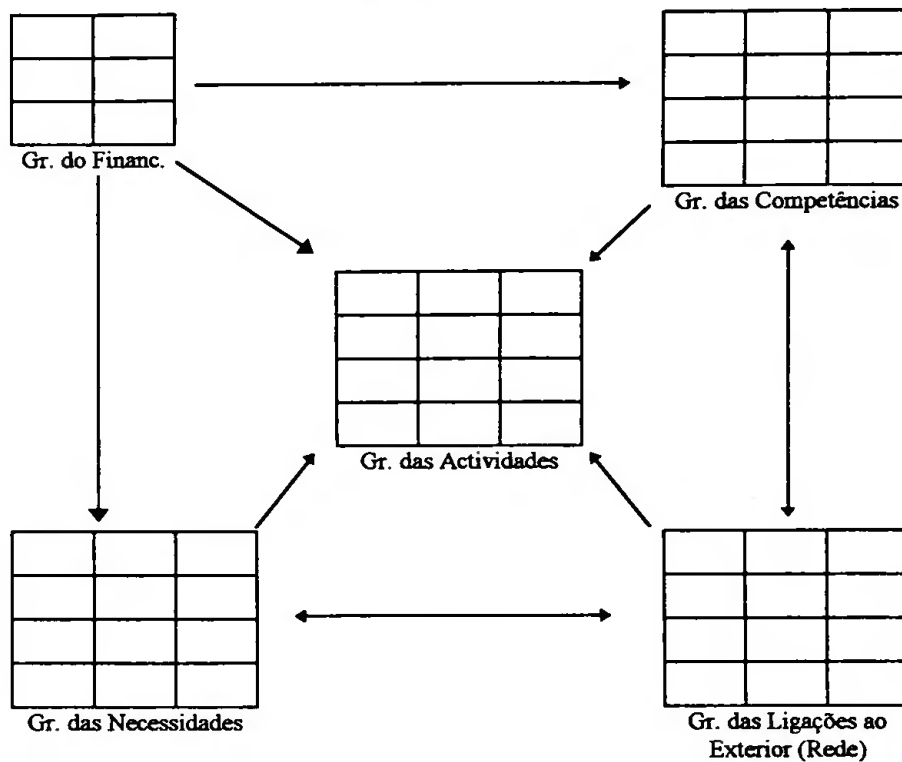 Gr. do Financ.
Gr. das Competências
Gr. das Actividades
Gr. das Necessidades
Gr. das Ligações ao
Exterior (Rede)